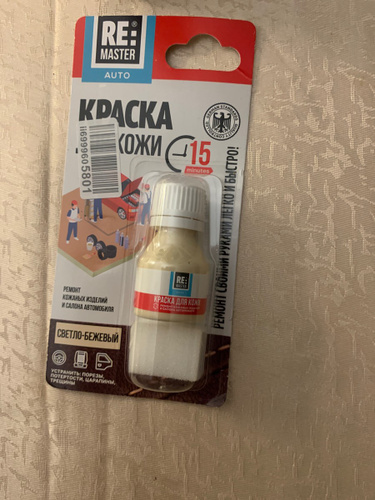 RE:
MASTER
AUTO
КРАСКА
КОЖИ
15
minutes
ii6999605801
РЕМОНТ СВОИМИ РУКАМИ ЛЕГКО И БЫСТРО!
RE:
MASTER
КРАСКА ДЛЯ КОЖИ
РЕМОНТ
КОЖАНЫХ ИЗДЕЛИЙ
И САЛОНА АВТОМОБИЛЯ
СВЕТЛО-БЕЖЕВЫЙ
УСТРАНИТЬ: ПОРЕЗЫ,
ПОТЕРТОСТИ, ЦАРАПИНЫ,
ТРЕЩИНЫ